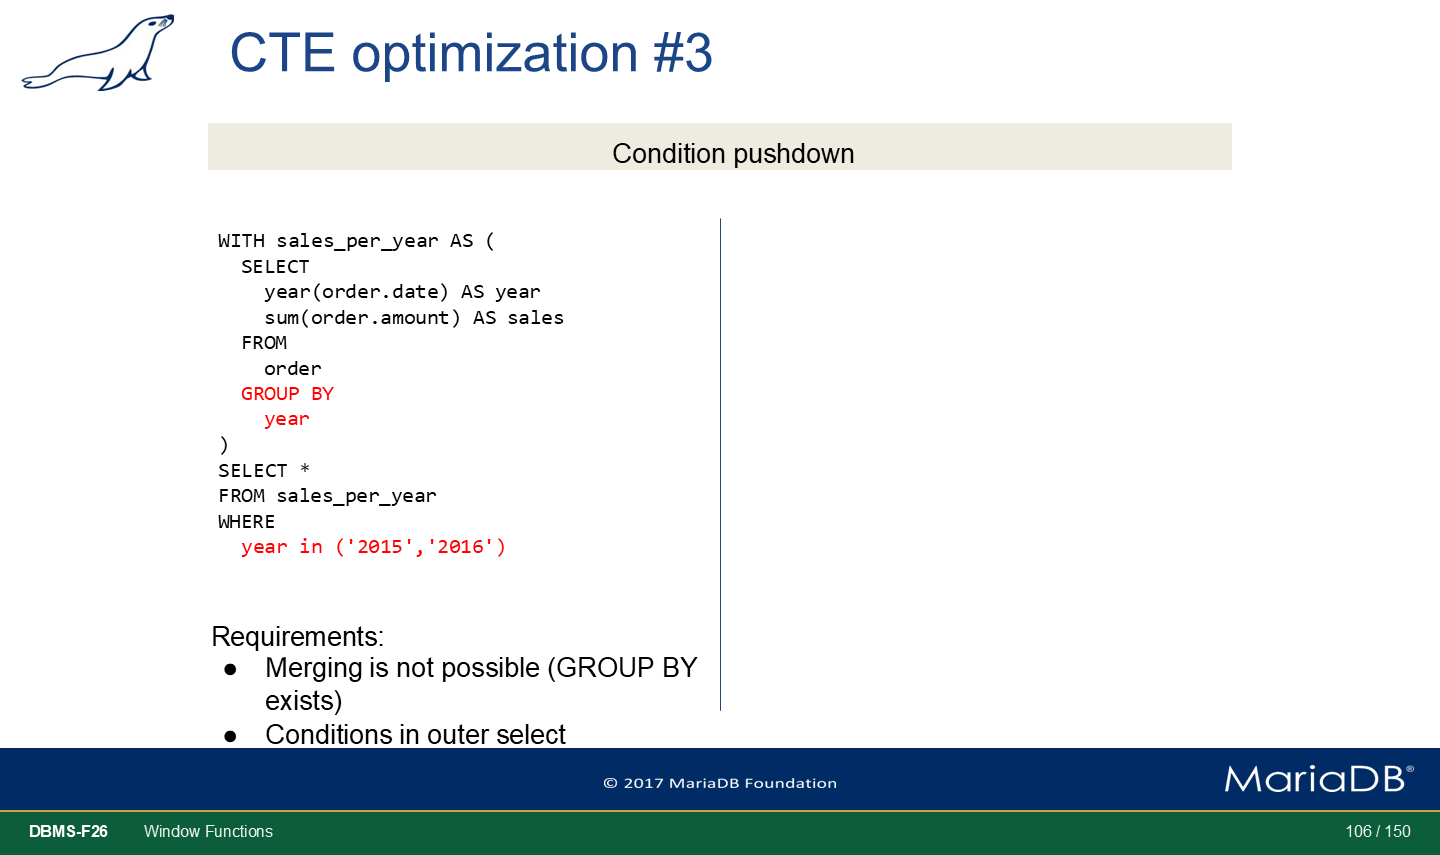 CTE optimization #3
Condition pushdown
WITH sales_per_year AS (
  SELECT
    year(order.date) AS year
    sum(order.amount) AS sales
  FROM
    order
  GROUP BY
    year
)
SELECT *
FROM sales_per_year
WHERE
  year in ('2015','2016')
Requirements:
● Merging is not possible (GROUP BY
exists)
● Conditions in outer select
© 2017 MariaDB Foundation
MariaDB®
DBMS-F26 Window Functions 106 / 150